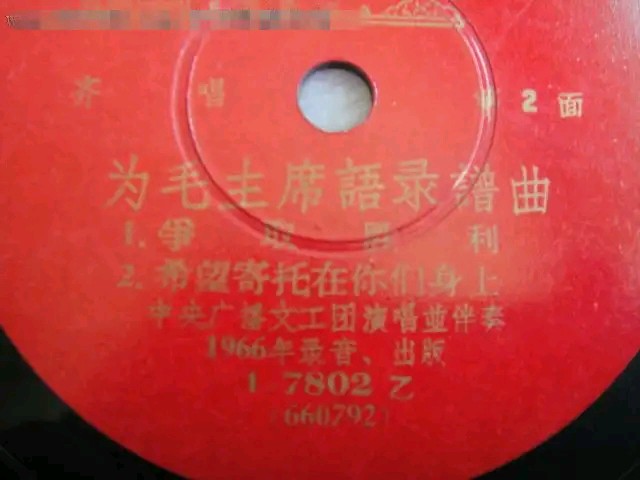 齐 唱
第2面
为毛主席語录譜曲
1. 爭取胜利
2. 希望寄托在你们身上
中央广播文工团演唱並伴奏
1966年录音、出版
1 7802 乙
(660792)